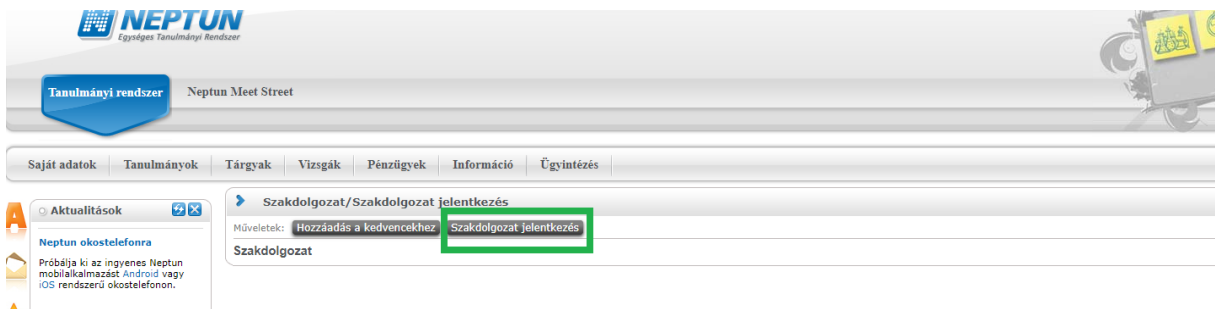 NEPTUN
Egységes Tanulmányi Rendszer
Tanulmányi rendszer
Neptun Meet Street
Saját adatok
Tanulmányok
Tárgyak
Vizsgák
Pénzügyek
Információ
Ügyintézés
Aktualitások
Neptun okostelefonra
Próbálja ki az ingyenes Neptun
mobilalkalmazást Android vagy
iOS rendszerű okostelefonon.
Szakdolgozat/Szakdolgozat jelentkezés
Műveletek: Hozzáadás a kedvencekhez Szakdolgozat jelentkezés
Szakdolgozat